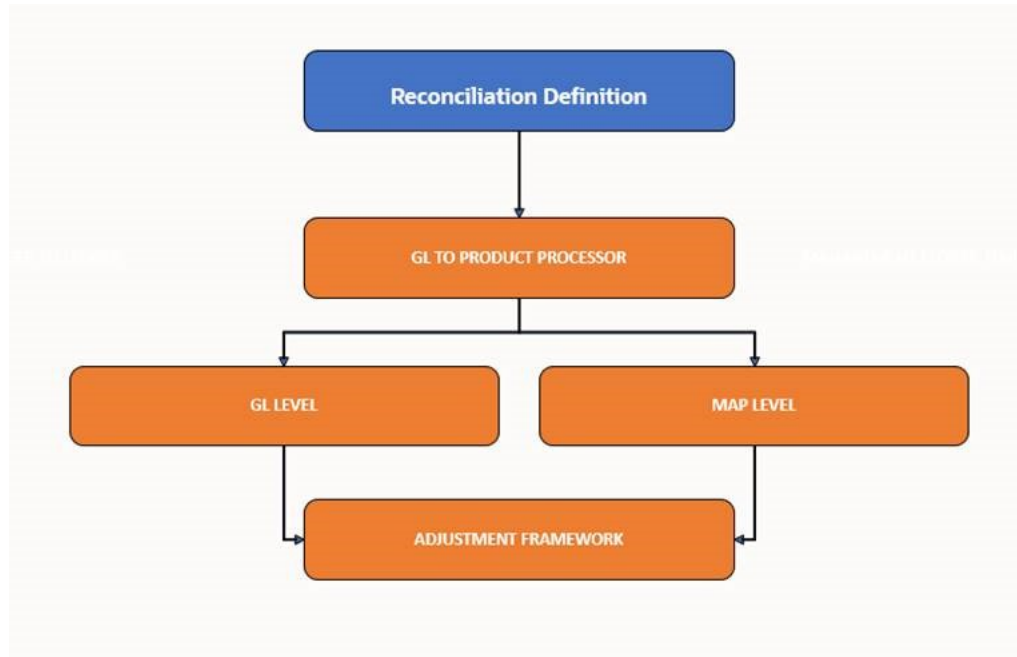 Reconciliation Definition
GL TO PRODUCT PROCESSOR
GL LEVEL
MAP LEVEL
ADJUSTMENT FRAMEWORK